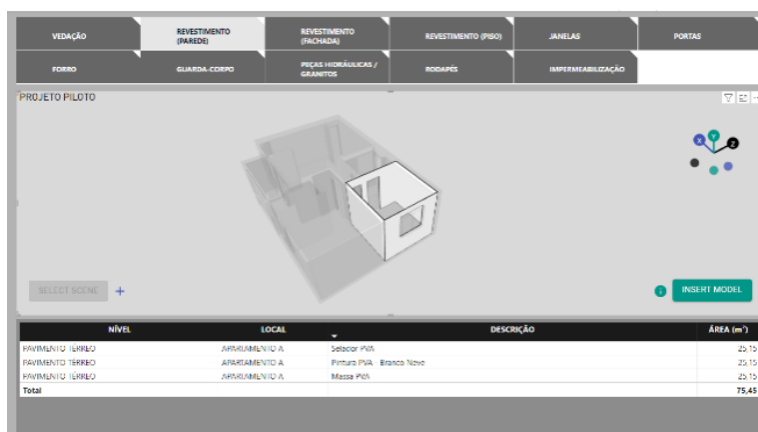 VEDAÇÃO
REVESTIMENTO
(PAREDE)
REVESTIMENTO
(FACHADA)
REVESTIMENTO (PISO)
JANELAS
PORTAS
FORRO
GUARDA-CORPO
PEÇAS HIDRÁULICAS /
GRANITOS
RODAPÉS
IMPERMEABILIZAÇÃO
PROJETO PILOTO
X Y Z
SELECT SCENE +
INSERT MODEL
NÍVEL LOCAL DESCRIÇÃO ÁREA (m²)
PAVIMENTO TÉRREO APARTAMENTO A Selador PVA 25,15
PAVIMENTO TÉRREO APARTAMENTO A Pintura PVA - Branco Neve 25,15
PAVIMENTO TÉRREO APARTAMENTO A Massa PVA 25,15
Total 75,45